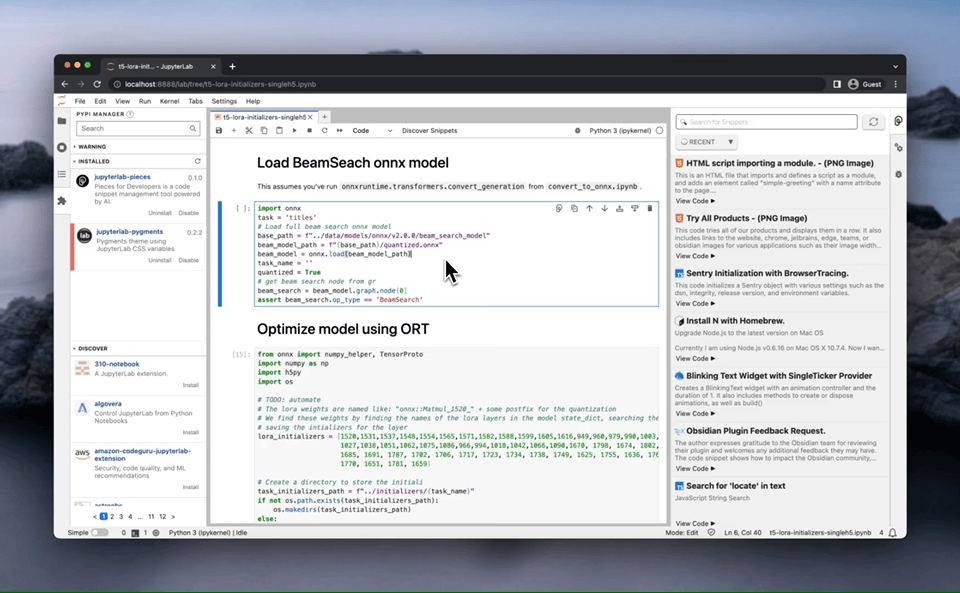 t5-lora-init... - JupyterLab
localhost:8888/lab/tree/t5-lora-initializers-singleh5.ipynb
Guest
File Edit View Run Kernel Tabs Settings Help
PYPI MANAGER
Search
WARNING
INSTALLED
jupyterlab-pieces 0.1.0
Pieces for Developers is a code
snippet management tool powered
by AI.
Uninstall Disable
jupyterlab-pygments 0.2.2
Pygments theme using
JupyterLab CSS variables
Uninstall Disable
DISCOVER
310-notebook
A JupyterLab extension.
Install
algovera
Control JupyterLab from Python
Notebooks
Install
aws
amazon-codeguru-jupyterlab-
extension
Security, code quality, and ML
recommendations
Install
< 1 2 3 4 ... 11 12 >
t5-lora-initializers-singleh5
Code
Discover Snippets
Python 3 (ipykernel)
Load BeamSeach onnx model
This assumes you've run onnxruntime.transformers.convert_generation from convert_to_onnx.ipynb .
[ ]:
import onnx
task = 'titles'
# Load full beam search onnx model
base_path = f"../data/models/onnx/v2.0.0/beam_search_model"
beam_model_path = f"{base_path}/quantized.onnx"
beam_model = onnx.load(beam_model_path)
task_name = ''
quantized = True
# get beam search node from gr
beam_search = beam_model.graph.node[0]
assert beam_search.op_type == 'BeamSearch'
Optimize model using ORT
[15]:
from onnx import numpy_helper, TensorProto
import numpy as np
import h5py
import os
# TODO: automate
# The lora weights are named like: "onnx::Matmul_1520_" + some postfix for the quantization
# We find these weights by finding the names of the lora layers in the model state_dict, searching the
# saving the intializers for the layer
lora_initializers = [1520,1531,1537,1548,1554,1565,1571,1582,1588,1599,1605,1616,949,960,979,990,1003,
1027,1038,1051,1062,1075,1086,966,994,1018,1042,1066,1090,1670, 1798, 1674, 1802,
1685, 1691, 1787, 1702, 1706, 1717, 1723, 1734, 1738, 1749, 1625, 1755, 1636, 176
1770, 1651, 1781, 1659]
# Create a directory to store the initiali
task_initializers_path = f"../initializers/{task_name}"
if not os.path.exists(task_initializers_path):
os.makedirs(task_initializers_path)
else:
Search for Snippets...
RECENT
HTML script importing a module. - (PNG Image)
This is an HTML file that imports and defines a script as a module,
and adds an element called "simple-greeting" with a name attribute
to the page.
View Code
Try All Products - (PNG Image)
This code tries all of our products and displays them in a row. It also
includes links to the website, chrome, jetbrains, edge, teams, or
obsidian images for various applications such as their image width.
View Code
Sentry Initialization with BrowserTracing.
This code initializes a Sentry object with various settings such as the
dsn, integrity, release version, and environment variables.
View Code
Install N with Homebrew.
Upgrade Node.js to the latest version on Mac OS
Currently I am using Node.js v0.6.16 on Mac OS X 10.7.4. Now I wan...
View Code
Blinking Text Widget with SingleTicker Provider
Creates a BlinkingText widget with an animation controller and the
duration of 1. It also includes methods to create or dispose
animations, as well as build()
View Code
Obsidian Plugin Feedback Request.
The author expresses gratitude to the Obsidian team for reviewing
their plugin and welcomes any additional feedback they may have.
The code snippet shows how to impact the Obsidian community,...
View Code
Search for 'locate' in text
JavaScript String Search
View Code
Simple 0 1 Python 3 (ipykernel) | Idle
Mode: Edit Ln 6, Col 40 t5-lora-initializers-singleh5.ipynb 4